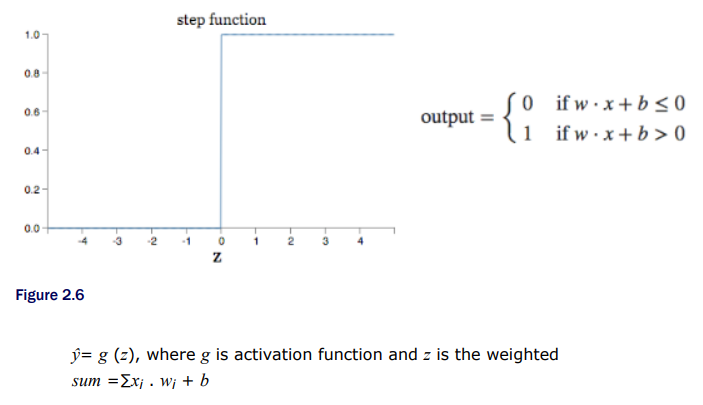 step function
1.0
0.8
0.6
0.4
0.2
0.0
-4 -3 -2 -1 0 1 2 3 4
z
output = { 0 if w · x + b ≤ 0
1 if w · x + b > 0
Figure 2.6
ŷ= g (z), where g is activation function and z is the weighted
sum =∑xᵢ . wᵢ + b